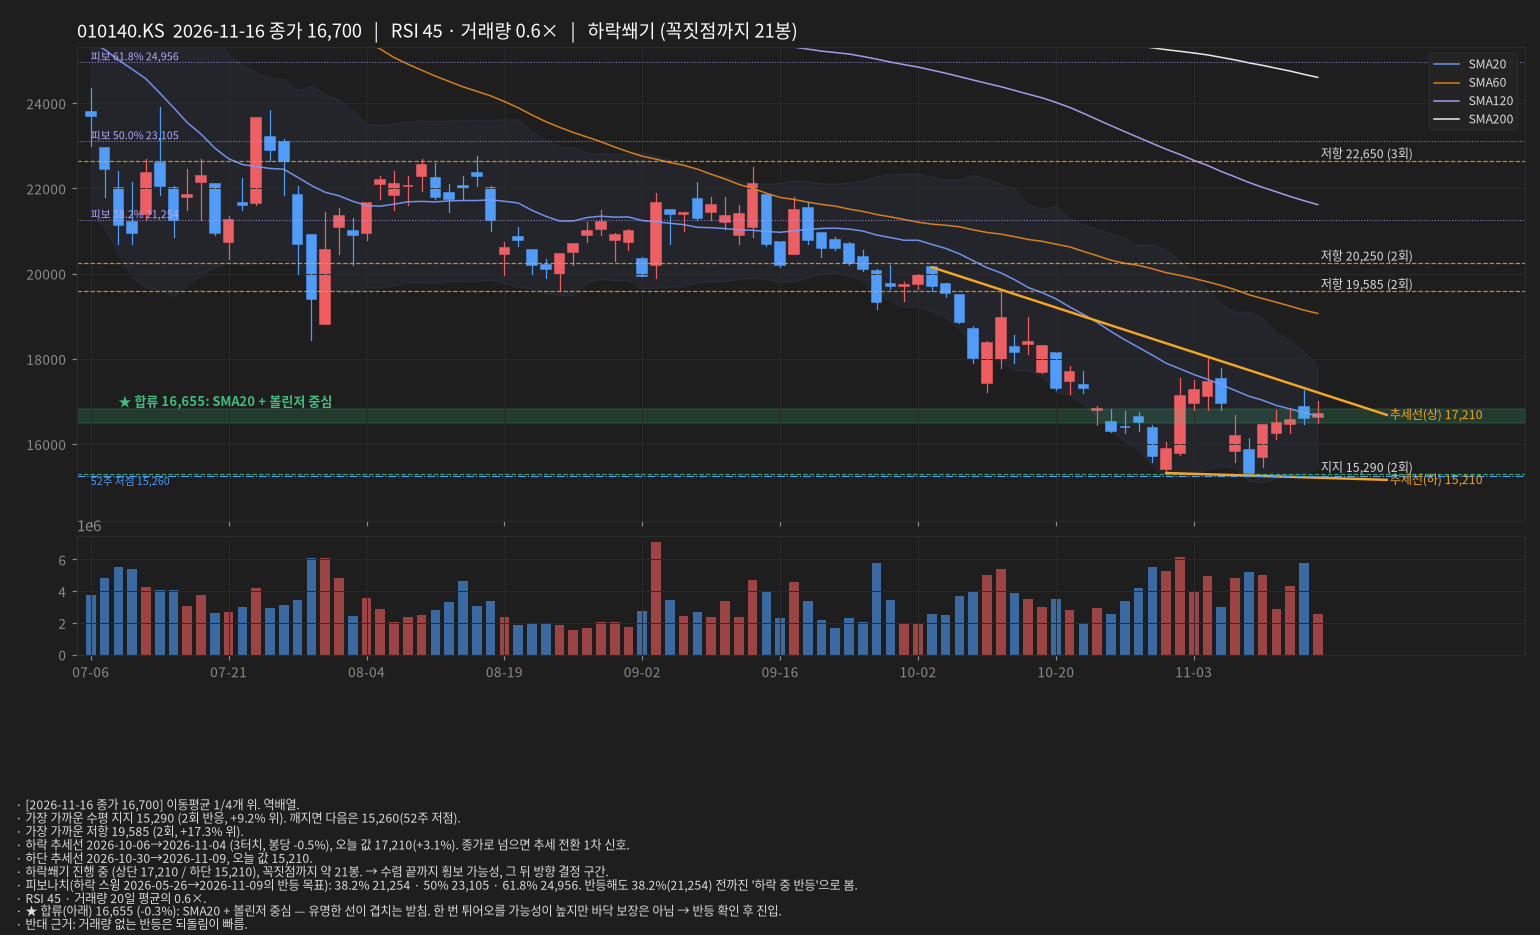 010140.KS 2026-11-16 종가 16,700 | RSI 45 · 거래량 0.6× | 하락쐐기 (꼭짓점까지 21봉)
피보 61.8% 24,956
SMA20
SMA60
SMA120
SMA200
24000
피보 50.0% 23,105
저항 22,650 (3회)
22000
피보 38.2% 21,254
저항 20,250 (2회)
20000
저항 19,585 (2회)
18000
★ 합류 16,655: SMA20 + 볼린저 중심
추세선(상) 17,210
16000
지지 15,290 (2회)
52주 저점 15,260
추세선(하) 15,210
1e6
6
4
2
0
07-06
07-21
08-04
08-19
09-02
09-16
10-02
10-20
11-03
· [2026-11-16 종가 16,700] 이동평균 1/4개 위. 역배열.
· 가장 가까운 수평 지지 15,290 (2회 반응, +9.2% 위). 깨지면 다음은 15,260(52주 저점).
· 가장 가까운 저항 19,585 (2회, +17.3% 위).
· 하락 추세선 2026-10-06→2026-11-04 (3터치, 봉당 -0.5%), 오늘 값 17,210(+3.1%). 종가로 넘으면 추세 전환 1차 신호.
· 하단 추세선 2026-10-30→2026-11-09, 오늘 값 15,210.
· 하락쐐기 진행 중 (상단 17,210 / 하단 15,210), 꼭짓점까지 약 21봉. → 수렴 끝까지 횡보 가능성, 그 뒤 방향 결정 구간.
· 피보나치(하락 스윙 2026-05-26→2026-11-09의 반등 목표): 38.2% 21,254 · 50% 23,105 · 61.8% 24,956. 반등해도 38.2%(21,254) 전까진 '하락 중 반등'으로 봄.
· RSI 45 · 거래량 20일 평균의 0.6×.
· ★ 합류(아래) 16,655 (-0.3%): SMA20 + 볼린저 중심 — 유명한 선이 겹치는 받침. 한 번 튀어오를 가능성이 높지만 바닥 보장은 아님 → 반등 확인 후 진입.
· 반대 근거: 거래량 없는 반등은 되돌림이 빠름.